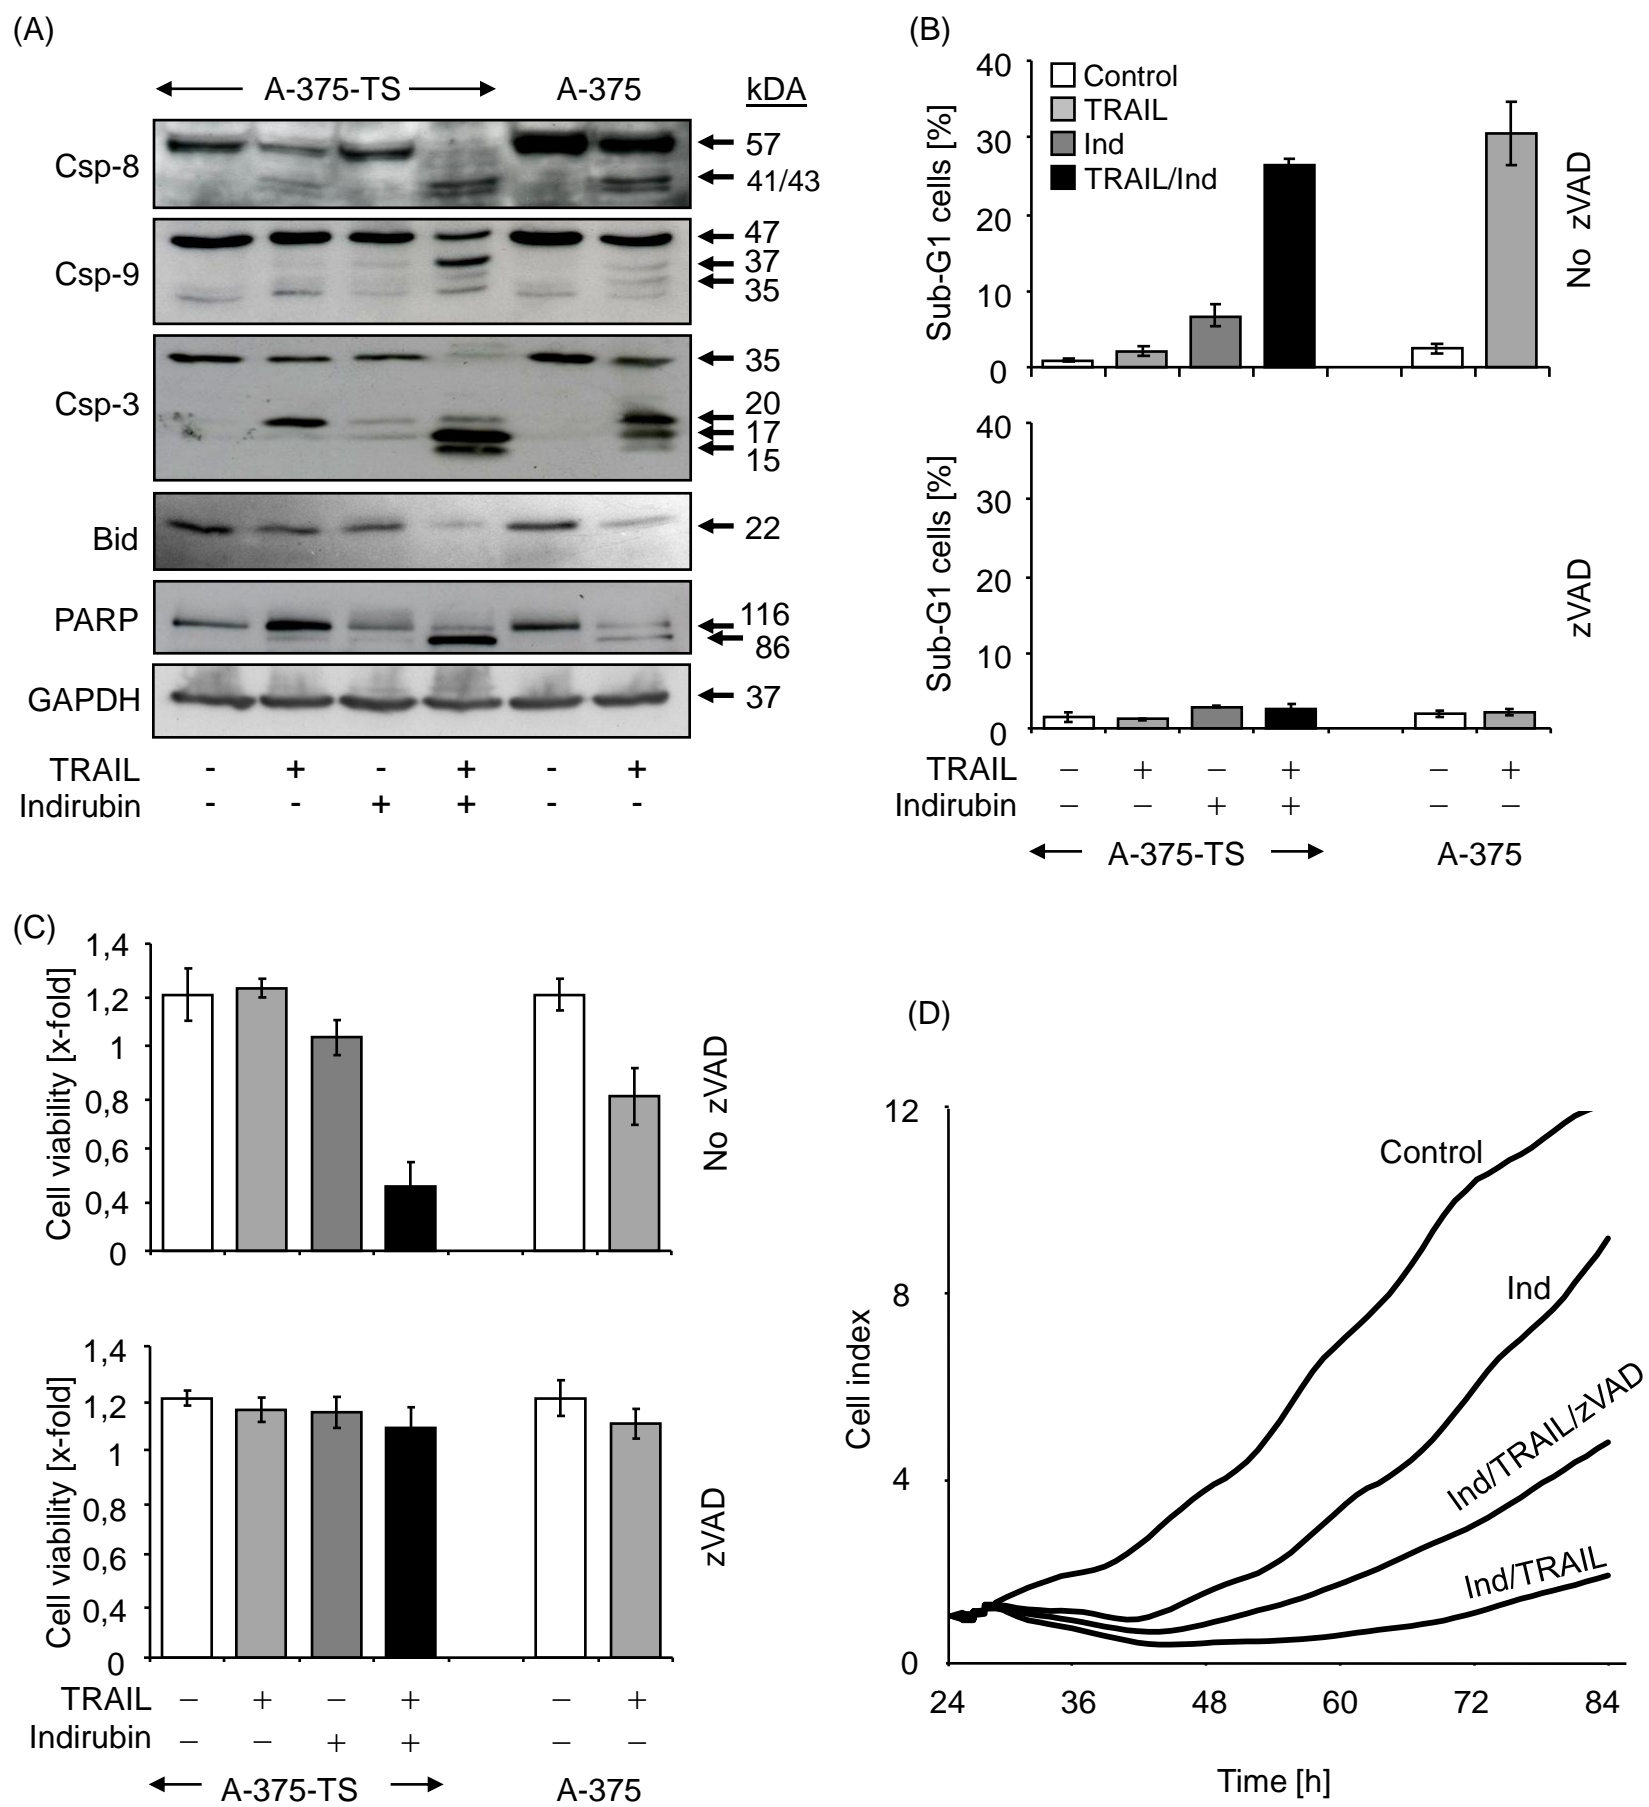 (A)
A-375-TS A-375 kDA
Csp-8
57
41/43
Csp-9
47
37
35
Csp-3
35
20
17
15
Bid
22
PARP
116
86
GAPDH
37
TRAIL - + - + - +
Indirubin - - + + - -
(B)
Sub-G1 cells [%]
40
30
20
10
0
Control
TRAIL
Ind
TRAIL/Ind
No zVAD
Sub-G1 cells [%]
40
30
20
10
0
zVAD
TRAIL − + − + − +
Indirubin − − + + − −
A-375-TS A-375
(C)
Cell viability [x-fold]
1,4
1,2
1
0,8
0,6
0,4
0
No zVAD
Cell viability [x-fold]
1,4
1,2
1
0,8
0,6
0,4
0
zVAD
TRAIL − + − + − +
Indirubin − − + + − −
A-375-TS A-375
(D)
Cell index
12
8
4
0
Control
Ind
Ind/TRAIL/zVAD
Ind/TRAIL
24 36 48 60 72 84
Time [h]